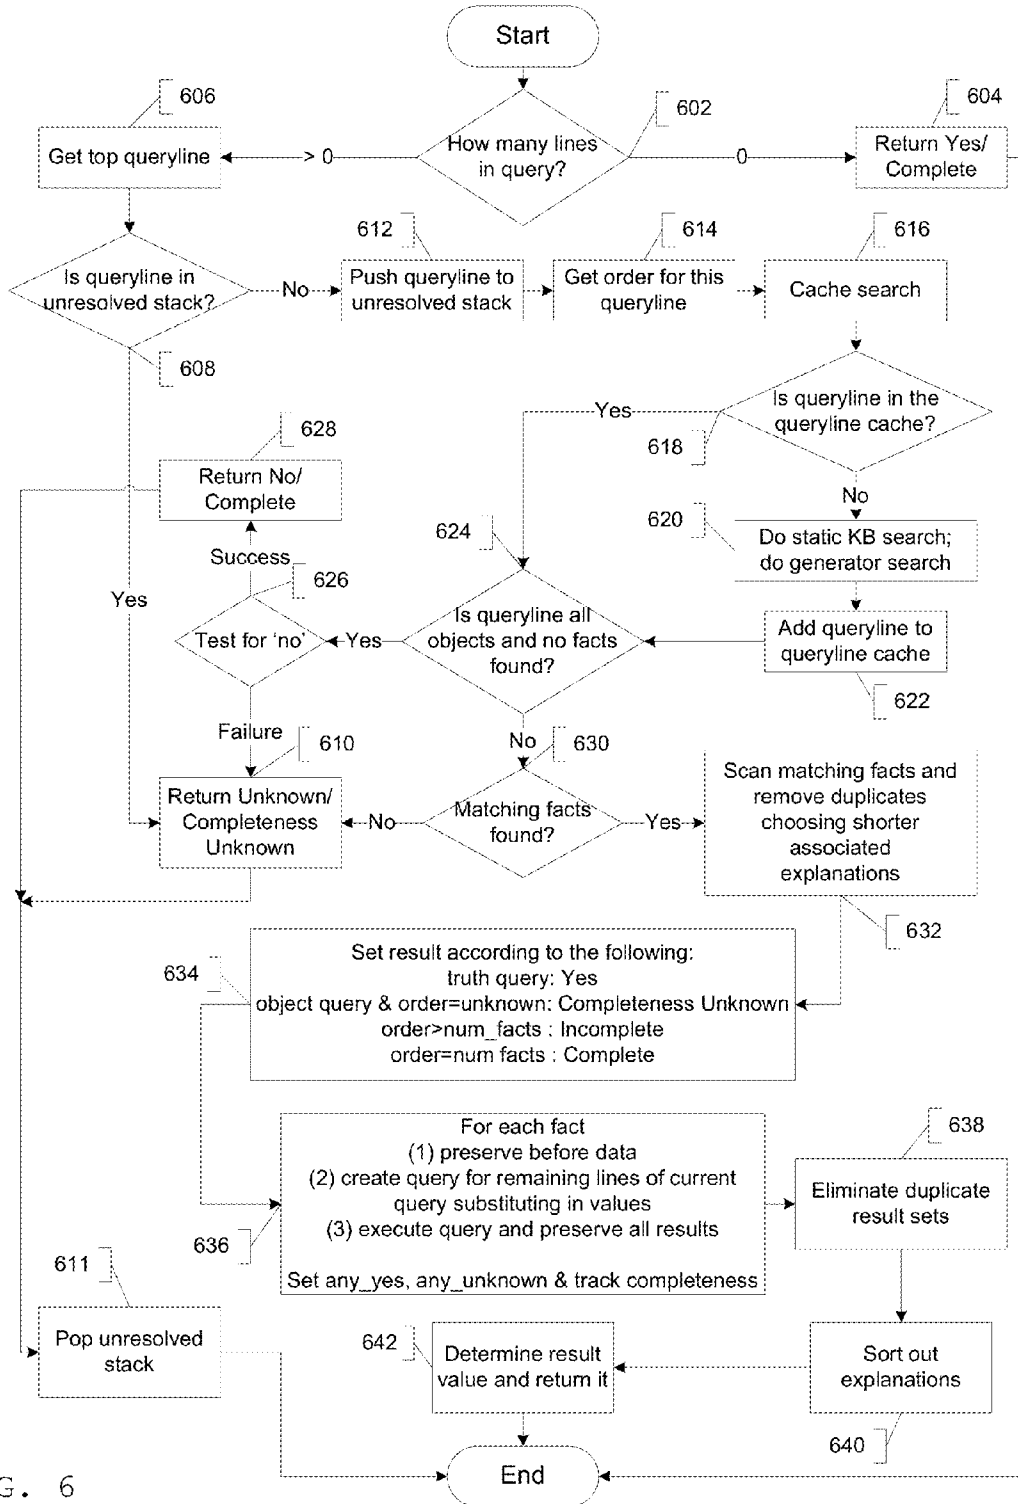 Start
606
602
604
Get top queryline
> 0
How many lines
in query?
0
Return Yes/
Complete
612
614
616
Is queryline in
unresolved stack?
No
Push queryline to
unresolved stack
Get order for this
queryline
Cache search
608
Yes
Is queryline in the
queryline cache?
618
628
Return No/
Complete
No
620
Do static KB search;
do generator search
624
Success
626
Yes
Test for 'no'
Yes
Is queryline all
objects and no facts
found?
Add queryline to
queryline cache
622
Failure
610
No
630
Return Unknown/
Completeness
Unknown
No
Matching facts
found?
Yes
Scan matching facts and
remove duplicates
choosing shorter
associated
explanations
632
634
Set result according to the following:
truth query: Yes
object query & order=unknown: Completeness Unknown
order>num_facts : Incomplete
order=num facts : Complete
For each fact
(1) preserve before data
(2) create query for remaining lines of current
query substituting in values
(3) execute query and preserve all results
Set any_yes, any_unknown & track completeness
636
638
Eliminate duplicate
result sets
611
Pop unresolved
stack
642
Determine result
value and return it
Sort out
explanations
640
End
G. 6